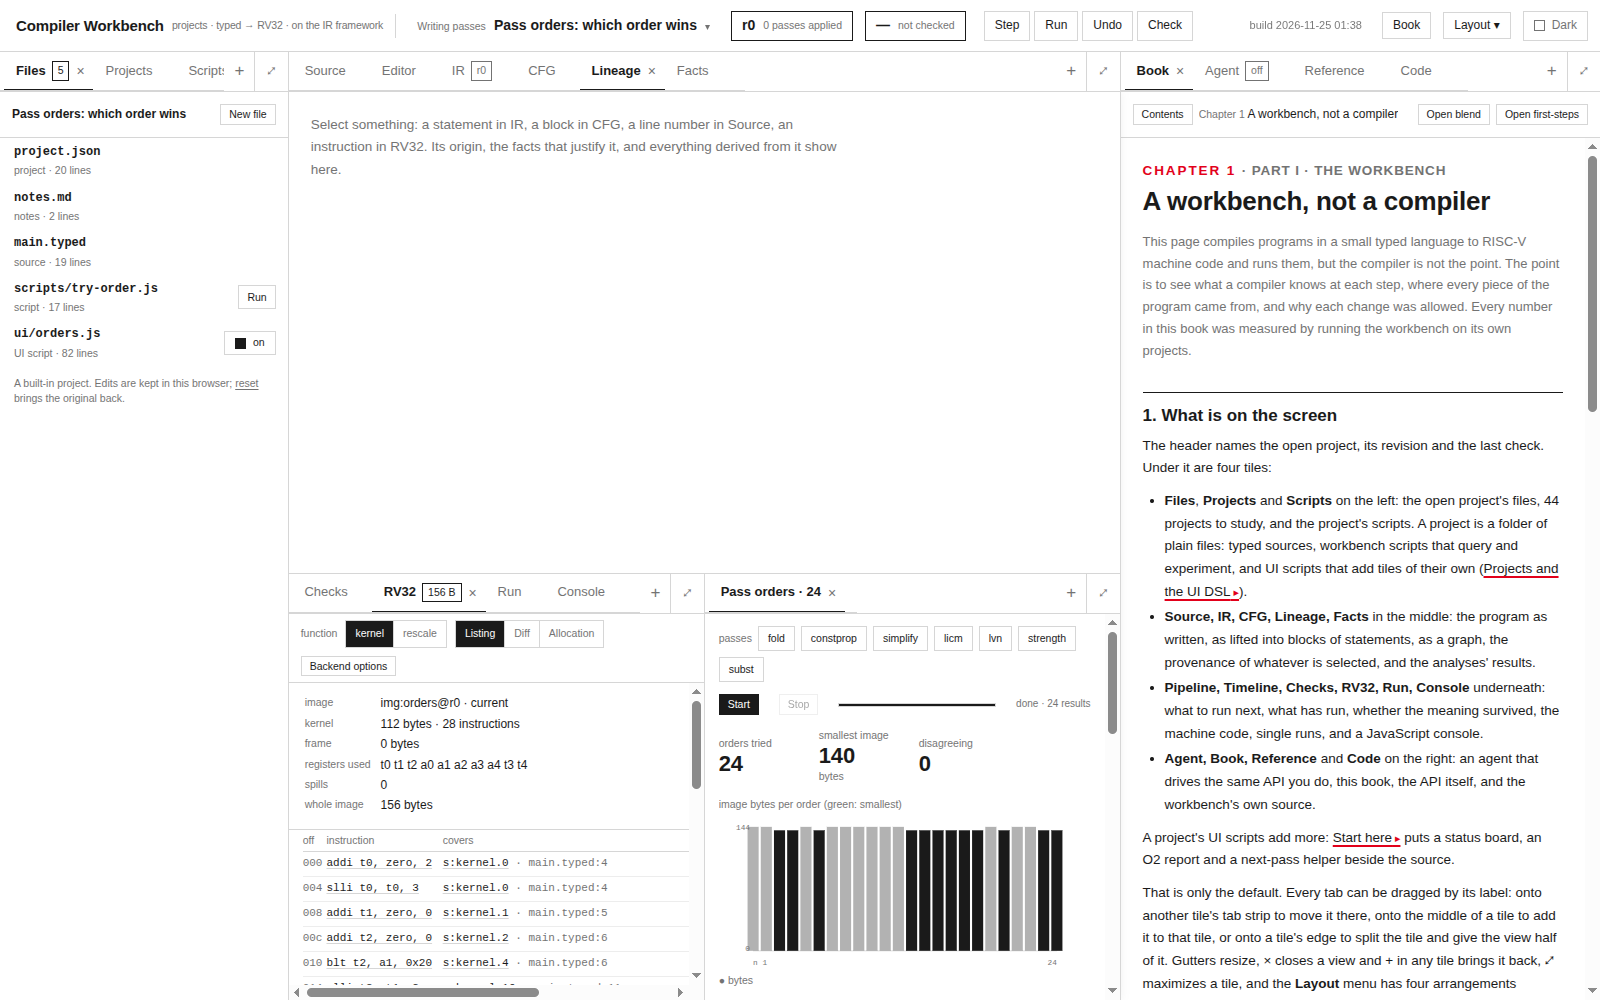 Compiler Workbench projects · typed → RV32 · on the IR framework
Writing passes Pass orders: which order wins ▾
r0 0 passes applied
— not checked
Step Run Undo Check
build 2026-11-25 01:38
Book Layout ▾ Dark
Files 5 × Projects Scripts + ⤢
Source Editor IR r0 CFG Lineage × Facts + ⤢
Book × Agent off Reference Code + ⤢
Pass orders: which order wins New file
project.json
project · 20 lines
notes.md
notes · 2 lines
main.typed
source · 19 lines
scripts/try-order.js
script · 17 lines
Run
ui/orders.js
UI script · 82 lines
on
A built-in project. Edits are kept in this browser; reset
brings the original back.
Select something: a statement in IR, a block in CFG, a line number in Source, an
instruction in RV32. Its origin, the facts that justify it, and everything derived from it show
here.
Checks RV32 156 B × Run Console + ⤢
function kernel rescale Listing Diff Allocation
Backend options
image img:orders@r0 · current
kernel 112 bytes · 28 instructions
frame 0 bytes
registers used t0 t1 t2 a0 a1 a2 a3 a4 t3 t4
spills 0
whole image 156 bytes
off instruction covers
000 addi t0, zero, 2 s:kernel.0 · main.typed:4
004 slli t0, t0, 3 s:kernel.0 · main.typed:4
008 addi t1, zero, 0 s:kernel.1 · main.typed:5
00c addi t2, zero, 0 s:kernel.2 · main.typed:6
010 blt t2, a1, 0x20 s:kernel.4 · main.typed:6
Pass orders · 24 × + ⤢
passes fold constprop simplify licm lvn strength
subst
Start Stop done · 24 results
orders tried
24
smallest image
140
bytes
disagreeing
0
image bytes per order (green: smallest)
144
0
n 1 24
● bytes
Contents Chapter 1 A workbench, not a compiler Open blend Open first-steps
CHAPTER 1 · PART I · THE WORKBENCH
A workbench, not a compiler
This page compiles programs in a small typed language to RISC-V
machine code and runs them, but the compiler is not the point. The point
is to see what a compiler knows at each step, where every piece of the
program came from, and why each change was allowed. Every number
in this book was measured by running the workbench on its own
projects.
1. What is on the screen
The header names the open project, its revision and the last check.
Under it are four tiles:
• Files, Projects and Scripts on the left: the open project's files, 44
projects to study, and the project's scripts. A project is a folder of
plain files: typed sources, workbench scripts that query and
experiment, and UI scripts that add tiles of their own (Projects and
the UI DSL ▸).
• Source, IR, CFG, Lineage, Facts in the middle: the program as
written, as lifted into blocks of statements, as a graph, the
provenance of whatever is selected, and the analyses' results.
• Pipeline, Timeline, Checks, RV32, Run, Console underneath:
what to run next, what has run, whether the meaning survived, the
machine code, single runs, and a JavaScript console.
• Agent, Book, Reference and Code on the right: an agent that
drives the same API you do, this book, the API itself, and the
workbench's own source.
A project's UI scripts add more: Start here ▸ puts a status board, an
O2 report and a next-pass helper beside the source.
That is only the default. Every tab can be dragged by its label: onto
another tile's tab strip to move it there, onto the middle of a tile to add
it to that tile, or onto a tile's edge to split the tile and give the view half
of it. Gutters resize, × closes a view and + in any tile brings it back, ⤢
maximizes a tile, and the Layout menu has four arrangements